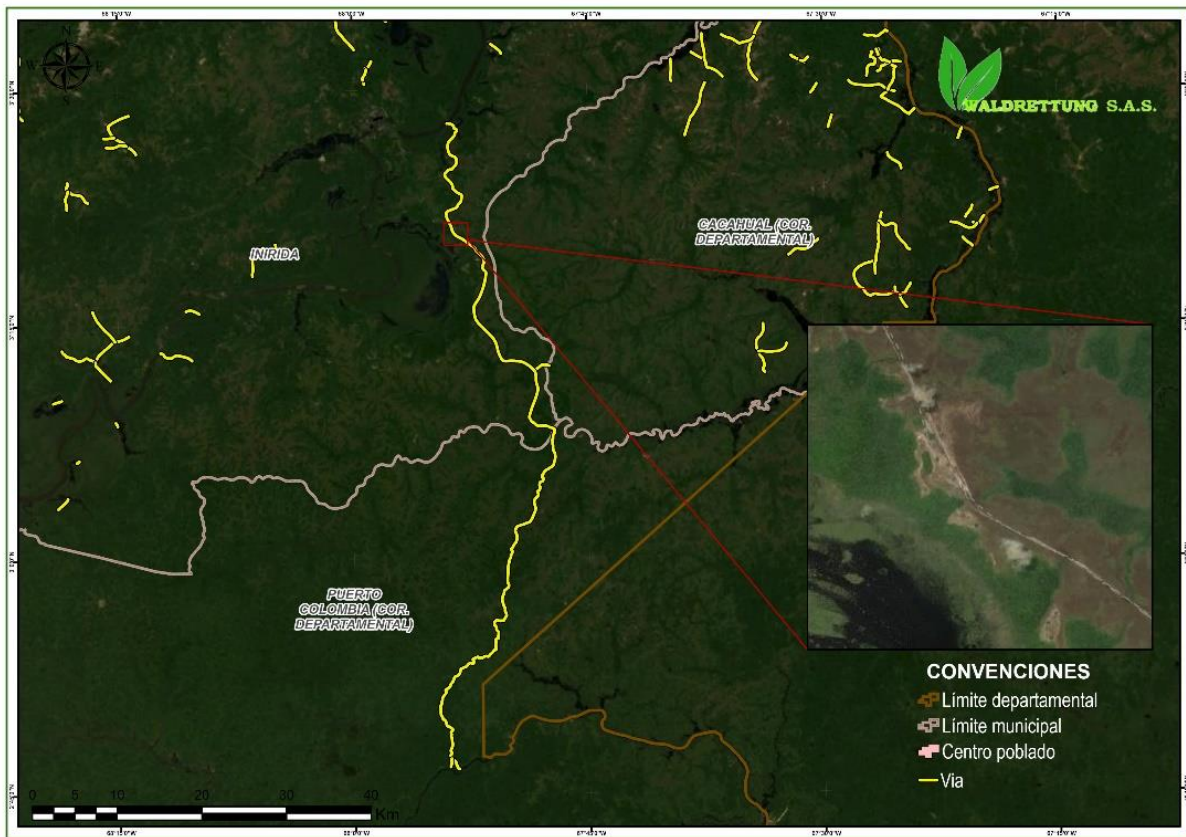 N
W E
S
WALDRETTUNG S.A.S.
CACAHUAL (COR.
DEPARTAMENTAL)
INIRIDA
PUERTO
COLOMBIA (COR.
DEPARTAMENTAL)
CONVENCIONES
Límite departamental
Límite municipal
Centro poblado
Via
0 5 10 20 30 40
Km